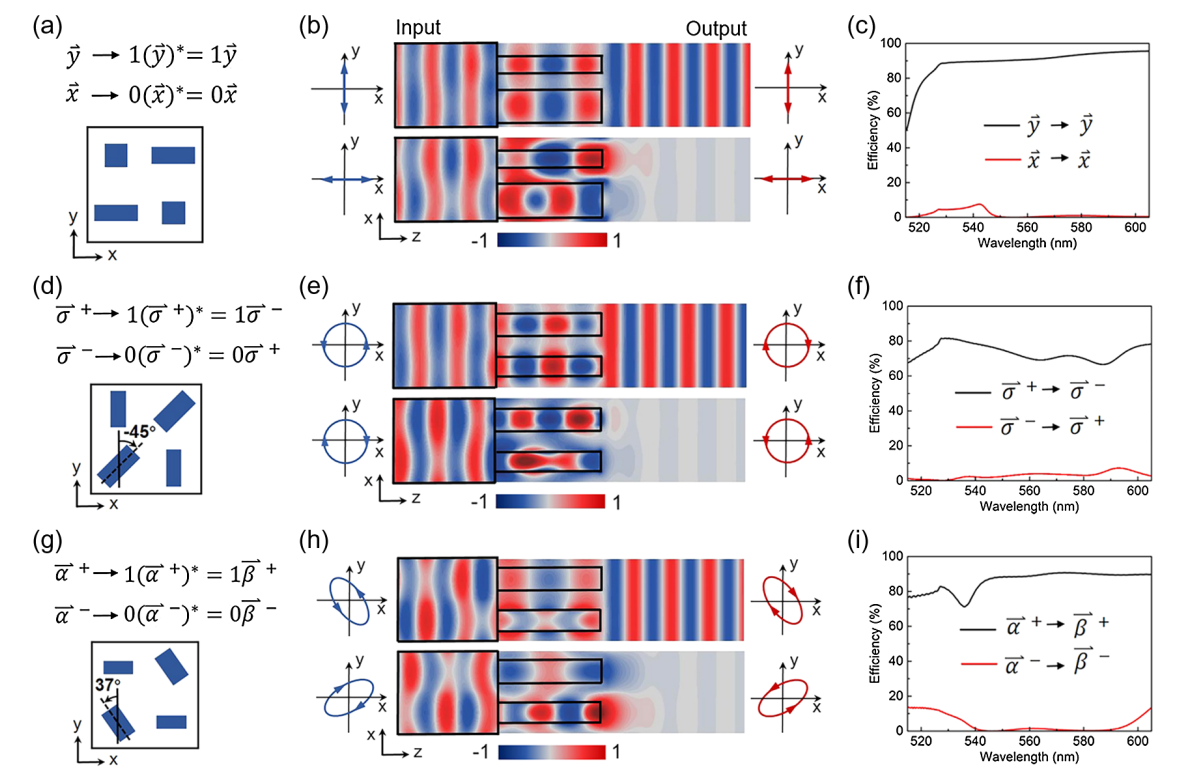 (a)
y⃗ → 1(y⃗)* = 1y⃗
x⃗ → 0(x⃗)* = 0x⃗
y
x
(b)
Input
Output
y
x
y
x
y
x
y
x
x
z
-1
1
(c)
100
80
60
40
20
0
Efficiency (%)
y⃗ → y⃗
x⃗ → x⃗
520
540
560
580
600
Wavelength (nm)
(d)
σ⃗ + → 1(σ⃗ +)* = 1σ⃗ −
σ⃗ − → 0(σ⃗ −)* = 0σ⃗ +
-45°
y
x
(e)
y
x
y
x
y
x
y
x
x
z
-1
1
(f)
100
80
60
40
20
0
Efficiency (%)
σ⃗ + → σ⃗ −
σ⃗ − → σ⃗ +
520
540
560
580
600
Wavelength (nm)
(g)
α⃗ + → 1(α⃗ +)* = 1β⃗ +
α⃗ − → 0(α⃗ −)* = 0β⃗ −
37°
y
x
(h)
y
x
y
x
y
x
y
x
x
z
-1
1
(i)
100
80
60
40
20
0
Efficiency (%)
α⃗ + → β⃗ +
α⃗ − → β⃗ −
520
540
560
580
600
Wavelength (nm)